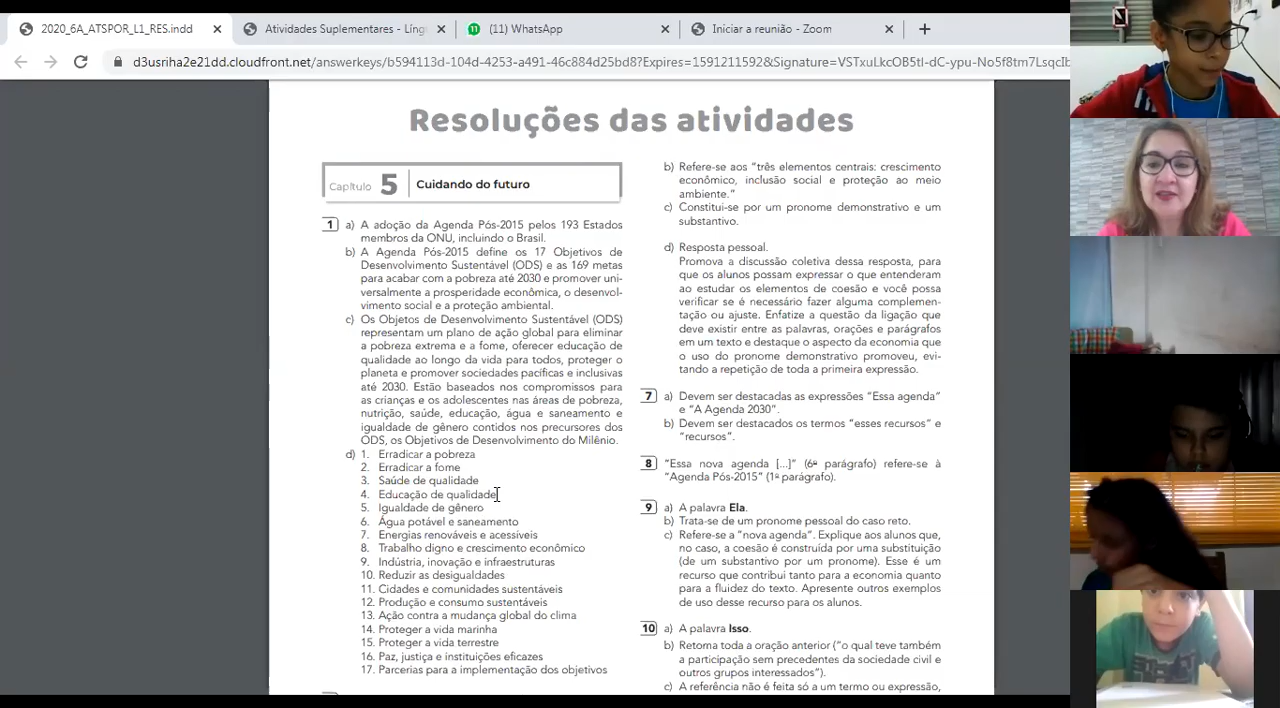 2020_6A_ATSPOR_L1_RES.indd
Atividades Suplementares - Líng
(11) WhatsApp
Iniciar a reunião - Zoom
d3usriha2e21dd.cloudfront.net/answerkeys/b594113d-104d-4253-a491-46c884d25bd8?Expires=1591211592&Signature=VSTxuLkcOB5tI-dC-ypu-No5f8tm7LsqcIb
Resoluções das atividades
Capítulo 5 Cuidando do futuro
1 a) A adoção da Agenda Pós-2015 pelos 193 Estados
membros da ONU, incluindo o Brasil.
b) A Agenda Pós-2015 define os 17 Objetivos de
Desenvolvimento Sustentável (ODS) e as 169 metas
para acabar com a pobreza até 2030 e promover uni-
versalmente a prosperidade econômica, o desenvol-
vimento social e a proteção ambiental.
c) Os Objetos de Desenvolvimento Sustentável (ODS)
representam um plano de ação global para eliminar
a pobreza extrema e a fome, oferecer educação de
qualidade ao longo da vida para todos, proteger o
planeta e promover sociedades pacíficas e inclusivas
até 2030. Estão baseados nos compromissos para
as crianças e os adolescentes nas áreas de pobreza,
nutrição, saúde, educação, água e saneamento e
igualdade de gênero contidos nos precursores dos
ODS, os Objetivos de Desenvolvimento do Milênio.
d) 1. Erradicar a pobreza
2. Erradicar a fome
3. Saúde de qualidade
4. Educação de qualidade
5. Igualdade de gênero
6. Água potável e saneamento
7. Energias renováveis e acessíveis
8. Trabalho digno e crescimento econômico
9. Indústria, inovação e infraestruturas
10. Reduzir as desigualdades
11. Cidades e comunidades sustentáveis
12. Produção e consumo sustentáveis
13. Ação contra a mudança global do clima
14. Proteger a vida marinha
15. Proteger a vida terrestre
16. Paz, justiça e instituições eficazes
17. Parcerias para a implementação dos objetivos
b) Refere-se aos "três elementos centrais: crescimento
econômico, inclusão social e proteção ao meio
ambiente."
c) Constitui-se por um pronome demonstrativo e um
substantivo.
d) Resposta pessoal.
Promova a discussão coletiva dessa resposta, para
que os alunos possam expressar o que entenderam
ao estudar os elementos de coesão e você possa
verificar se é necessário fazer alguma complemen-
tação ou ajuste. Enfatize a questão da ligação que
deve existir entre as palavras, orações e parágrafos
em um texto e destaque o aspecto da economia que
o uso do pronome demonstrativo promoveu, evi-
tando a repetição de toda a primeira expressão.
7 a) Devem ser destacadas as expressões "Essa agenda"
e "A Agenda 2030".
b) Devem ser destacados os termos "esses recursos" e
"recursos".
8 "Essa nova agenda [...]" (6º parágrafo) refere-se à
"Agenda Pós-2015" (1º parágrafo).
9 a) A palavra Ela.
b) Trata-se de um pronome pessoal do caso reto.
c) Refere-se a "nova agenda". Explique aos alunos que,
no caso, a coesão é construída por uma substituição
(de um substantivo por um pronome). Esse é um
recurso que contribui tanto para a economia quanto
para a fluidez do texto. Apresente outros exemplos
de uso desse recurso para os alunos.
10 a) A palavra Isso.
b) Retoma toda a oração anterior ("o qual teve também
a participação sem precedentes da sociedade civil e
outros grupos interessados").
c) A referência não é feita só a um termo ou expressão,